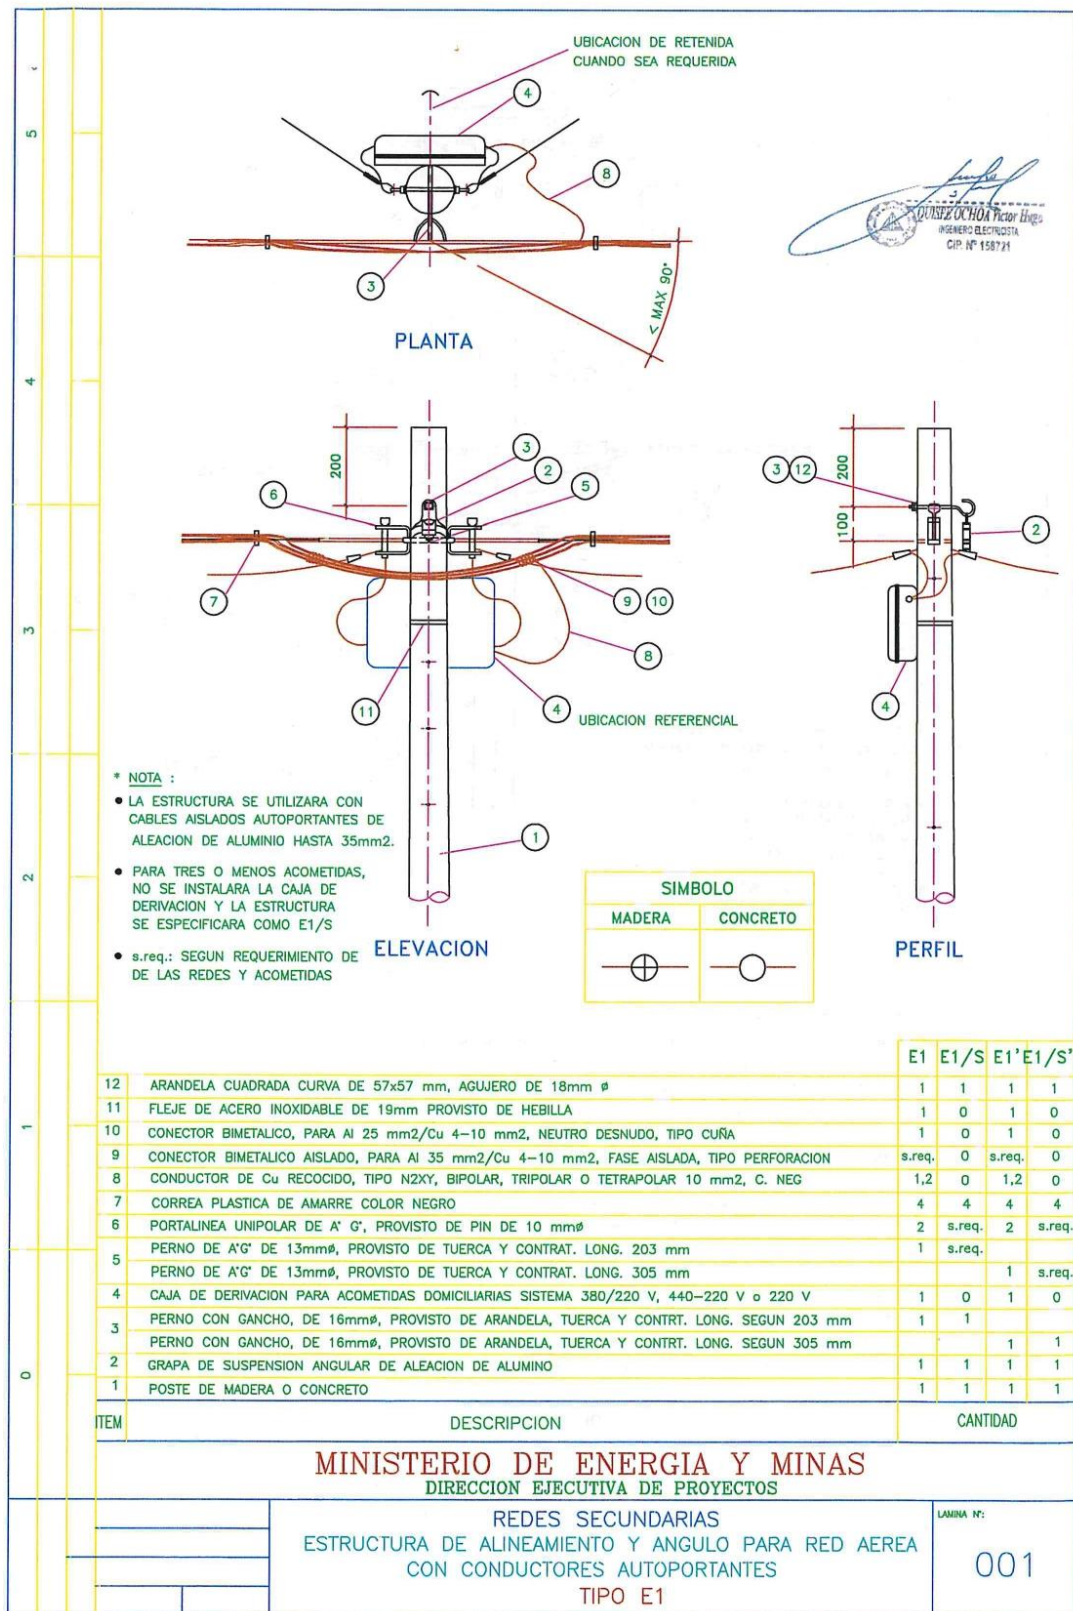 UBICACION DE RETENIDA
CUANDO SEA REQUERIDA
4
8
QUISPE OCHOA Victor Hugo
INGENIERO ELECTRICISTA
CIP. Nº 158721
3
< MAX 90°
PLANTA
5
4
3
2
1
0
200
3
2
5
6
7
9 10
8
4
11
UBICACION REFERENCIAL
1
ELEVACION
3 12
200
100
2
4
PERFIL
* NOTA :
● LA ESTRUCTURA SE UTILIZARA CON
CABLES AISLADOS AUTOPORTANTES DE
ALEACION DE ALUMINIO HASTA 35mm2.
● PARA TRES O MENOS ACOMETIDAS,
NO SE INSTALARA LA CAJA DE
DERIVACION Y LA ESTRUCTURA
SE ESPECIFICARA COMO E1/S
● s.req.: SEGUN REQUERIMIENTO DE
DE LAS REDES Y ACOMETIDAS
SIMBOLO
MADERA CONCRETO
E1 E1/S E1' E1/S'
12 ARANDELA CUADRADA CURVA DE 57x57 mm, AGUJERO DE 18mm ø 1 1 1 1
11 FLEJE DE ACERO INOXIDABLE DE 19mm PROVISTO DE HEBILLA 1 0 1 0
10 CONECTOR BIMETALICO, PARA Al 25 mm2/Cu 4-10 mm2, NEUTRO DESNUDO, TIPO CUÑA 1 0 1 0
9 CONECTOR BIMETALICO AISLADO, PARA Al 35 mm2/Cu 4-10 mm2, FASE AISLADA, TIPO PERFORACION s.req. 0 s.req. 0
8 CONDUCTOR DE Cu RECOCIDO, TIPO N2XY, BIPOLAR, TRIPOLAR O TETRAPOLAR 10 mm2, C. NEG 1,2 0 1,2 0
7 CORREA PLASTICA DE AMARRE COLOR NEGRO 4 4 4 4
6 PORTALINEA UNIPOLAR DE A° G°, PROVISTO DE PIN DE 10 mmø 2 s.req. 2 s.req.
5 PERNO DE A°G° DE 13mmø, PROVISTO DE TUERCA Y CONTRAT. LONG. 203 mm 1 s.req.
PERNO DE A°G° DE 13mmø, PROVISTO DE TUERCA Y CONTRAT. LONG. 305 mm 1 s.req.
4 CAJA DE DERIVACION PARA ACOMETIDAS DOMICILIARIAS SISTEMA 380/220 V, 440-220 V o 220 V 1 0 1 0
3 PERNO CON GANCHO, DE 16mmø, PROVISTO DE ARANDELA, TUERCA Y CONTRT. LONG. SEGUN 203 mm 1 1
PERNO CON GANCHO, DE 16mmø, PROVISTO DE ARANDELA, TUERCA Y CONTRT. LONG. SEGUN 305 mm 1 1
2 GRAPA DE SUSPENSION ANGULAR DE ALEACION DE ALUMINO 1 1 1 1
1 POSTE DE MADERA O CONCRETO 1 1 1 1
ITEM DESCRIPCION CANTIDAD
MINISTERIO DE ENERGIA Y MINAS
DIRECCION EJECUTIVA DE PROYECTOS
REDES SECUNDARIAS
ESTRUCTURA DE ALINEAMIENTO Y ANGULO PARA RED AEREA
CON CONDUCTORES AUTOPORTANTES
TIPO E1
LAMINA Nº:
001